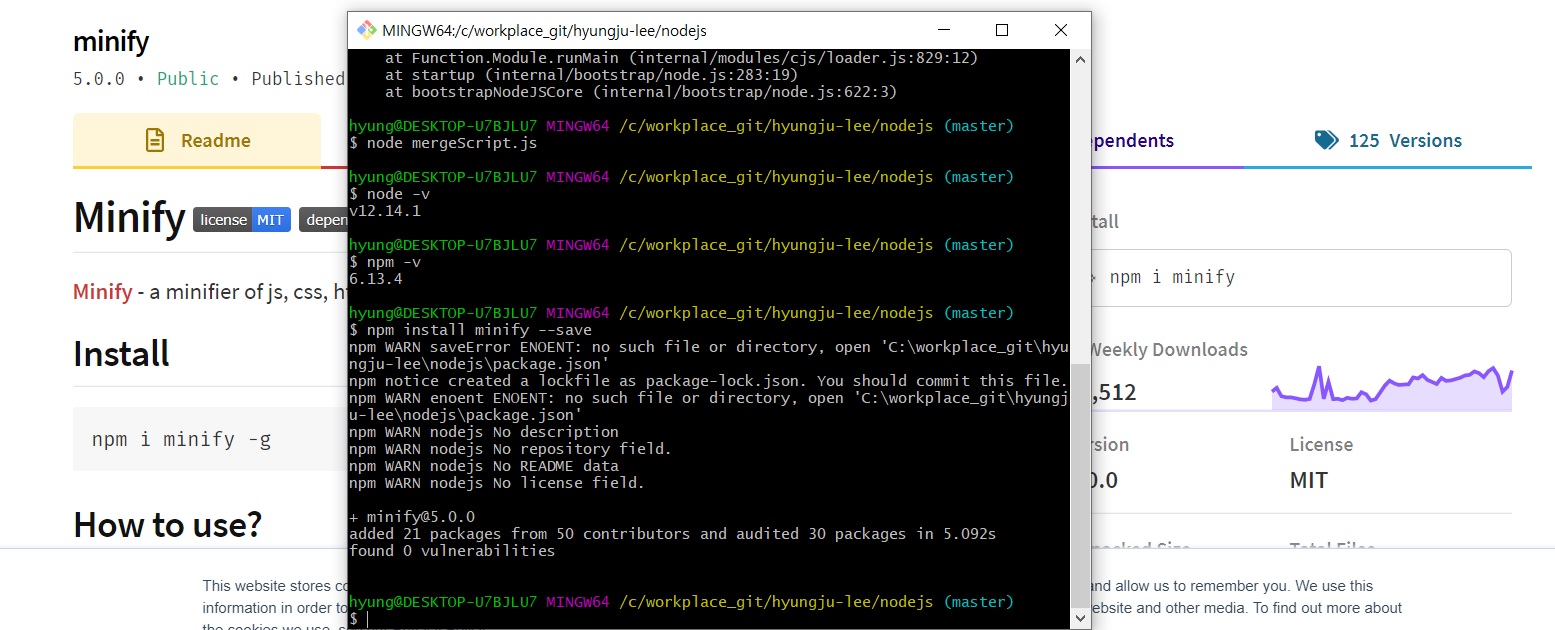 minify
5.0.0 • Public • Published
Readme
Minify license MIT
Minify - a minifier of js, css,
Install
npm i minify -g
How to use?
This website stores
information in order to
the cookies we use,
MINGW64:/c/workplace_git/hyungju-lee/nodejs
at Function.Module.runMain (internal/modules/cjs/loader.js:829:12)
at startup (internal/bootstrap/node.js:283:19)
at bootstrapNodeJSCore (internal/bootstrap/node.js:622:3)
hyung@DESKTOP-U7BJLU7 MINGW64 /c/workplace_git/hyungju-lee/nodejs (master)
$ node mergeScript.js
hyung@DESKTOP-U7BJLU7 MINGW64 /c/workplace_git/hyungju-lee/nodejs (master)
$ node -v
v12.14.1
hyung@DESKTOP-U7BJLU7 MINGW64 /c/workplace_git/hyungju-lee/nodejs (master)
$ npm -v
6.13.4
hyung@DESKTOP-U7BJLU7 MINGW64 /c/workplace_git/hyungju-lee/nodejs (master)
$ npm install minify --save
npm WARN saveError ENOENT: no such file or directory, open 'C:\workplace_git\hyu
ngju-lee\nodejs\package.json'
npm notice created a lockfile as package-lock.json. You should commit this file.
npm WARN enoent ENOENT: no such file or directory, open 'C:\workplace_git\hyungj
u-lee\nodejs\package.json'
npm WARN nodejs No description
npm WARN nodejs No repository field.
npm WARN nodejs No README data
npm WARN nodejs No license field.
+ minify@5.0.0
added 21 packages from 50 contributors and audited 30 packages in 5.092s
found 0 vulnerabilities
hyung@DESKTOP-U7BJLU7 MINGW64 /c/workplace_git/hyungju-lee/nodejs (master)
$
ependents
125 Versions
tall
npm i minify
Weekly Downloads
,512
rsion
License
0.0
MIT
Total Files
and allow us to remember you. We use this
ebsite and other media. To find out more about